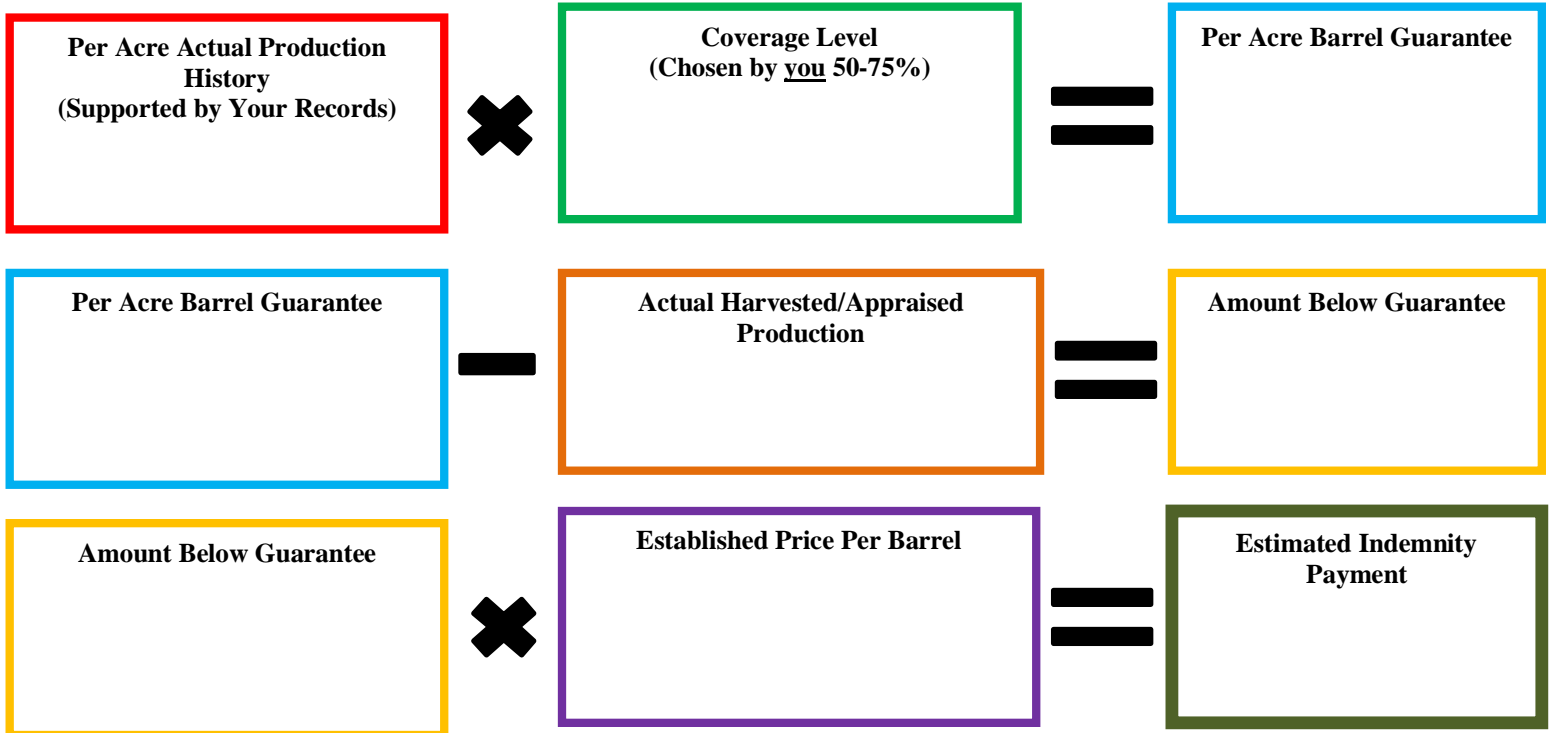 Per Acre Actual Production
History
(Supported by Your Records)
Coverage Level
(Chosen by you 50-75%)
Per Acre Barrel Guarantee
Per Acre Barrel Guarantee
Actual Harvested/Appraised
Production
Amount Below Guarantee
Amount Below Guarantee
Established Price Per Barrel
Estimated Indemnity
Payment